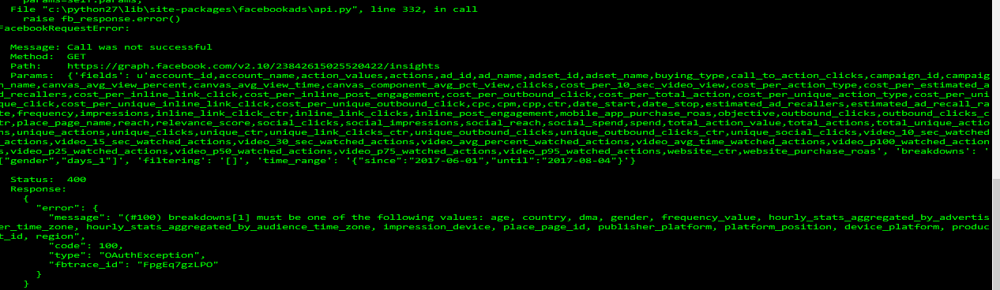 params=self.params,
File "c:\python27\lib\site-packages\facebookads\api.py", line 332, in call
raise fb_response.error()
FacebookRequestError:
Message: Call was not successful
Method: GET
Path: https://graph.facebook.com/v2.10/23842615025520422/insights
Params: {'fields': u'account_id,account_name,action_values,actions,ad_id,ad_name,adset_id,adset_name,buying_type,call_to_action_clicks,campaign_id,campaig
n_name,canvas_avg_view_percent,canvas_avg_view_time,canvas_component_avg_pct_view,clicks,cost_per_10_sec_video_view,cost_per_action_type,cost_per_estimated_a
d_recallers,cost_per_inline_link_click,cost_per_inline_post_engagement,cost_per_outbound_click,cost_per_total_action,cost_per_unique_action_type,cost_per_uni
que_click,cost_per_unique_inline_link_click,cost_per_unique_outbound_click,cpc,cpm,cpp,ctr,date_start,date_stop,estimated_ad_recallers,estimated_ad_recall_ra
te,frequency,impressions,inline_link_click_ctr,inline_link_clicks,inline_post_engagement,mobile_app_purchase_roas,objective,outbound_clicks,outbound_clicks_c
tr,place_page_name,reach,relevance_score,social_clicks,social_impressions,social_reach,social_spend,spend,total_action_value,total_actions,total_unique_actio
ns,unique_actions,unique_clicks,unique_ctr,unique_link_clicks_ctr,unique_outbound_clicks,unique_outbound_clicks_ctr,unique_social_clicks,video_10_sec_watched
_actions,video_15_sec_watched_actions,video_30_sec_watched_actions,video_avg_percent_watched_actions,video_avg_time_watched_actions,video_p100_watched_action
s,video_p25_watched_actions,video_p50_watched_actions,video_p75_watched_actions,video_p95_watched_actions,website_ctr,website_purchase_roas', 'breakdowns': '
["gender","days_1"]', 'filtering': '[]', 'time_range': '{"since":"2017-06-01","until":"2017-08-04"}'}
Status: 400
Response:
{
"error": {
"message": "(#100) breakdowns[1] must be one of the following values: age, country, dma, gender, frequency_value, hourly_stats_aggregated_by_advertis
er_time_zone, hourly_stats_aggregated_by_audience_time_zone, impression_device, place_page_id, publisher_platform, platform_position, device_platform, produc
t_id, region",
"code": 100,
"type": "OAuthException",
"fbtrace_id": "FpgEq7gzLPO"
}
}